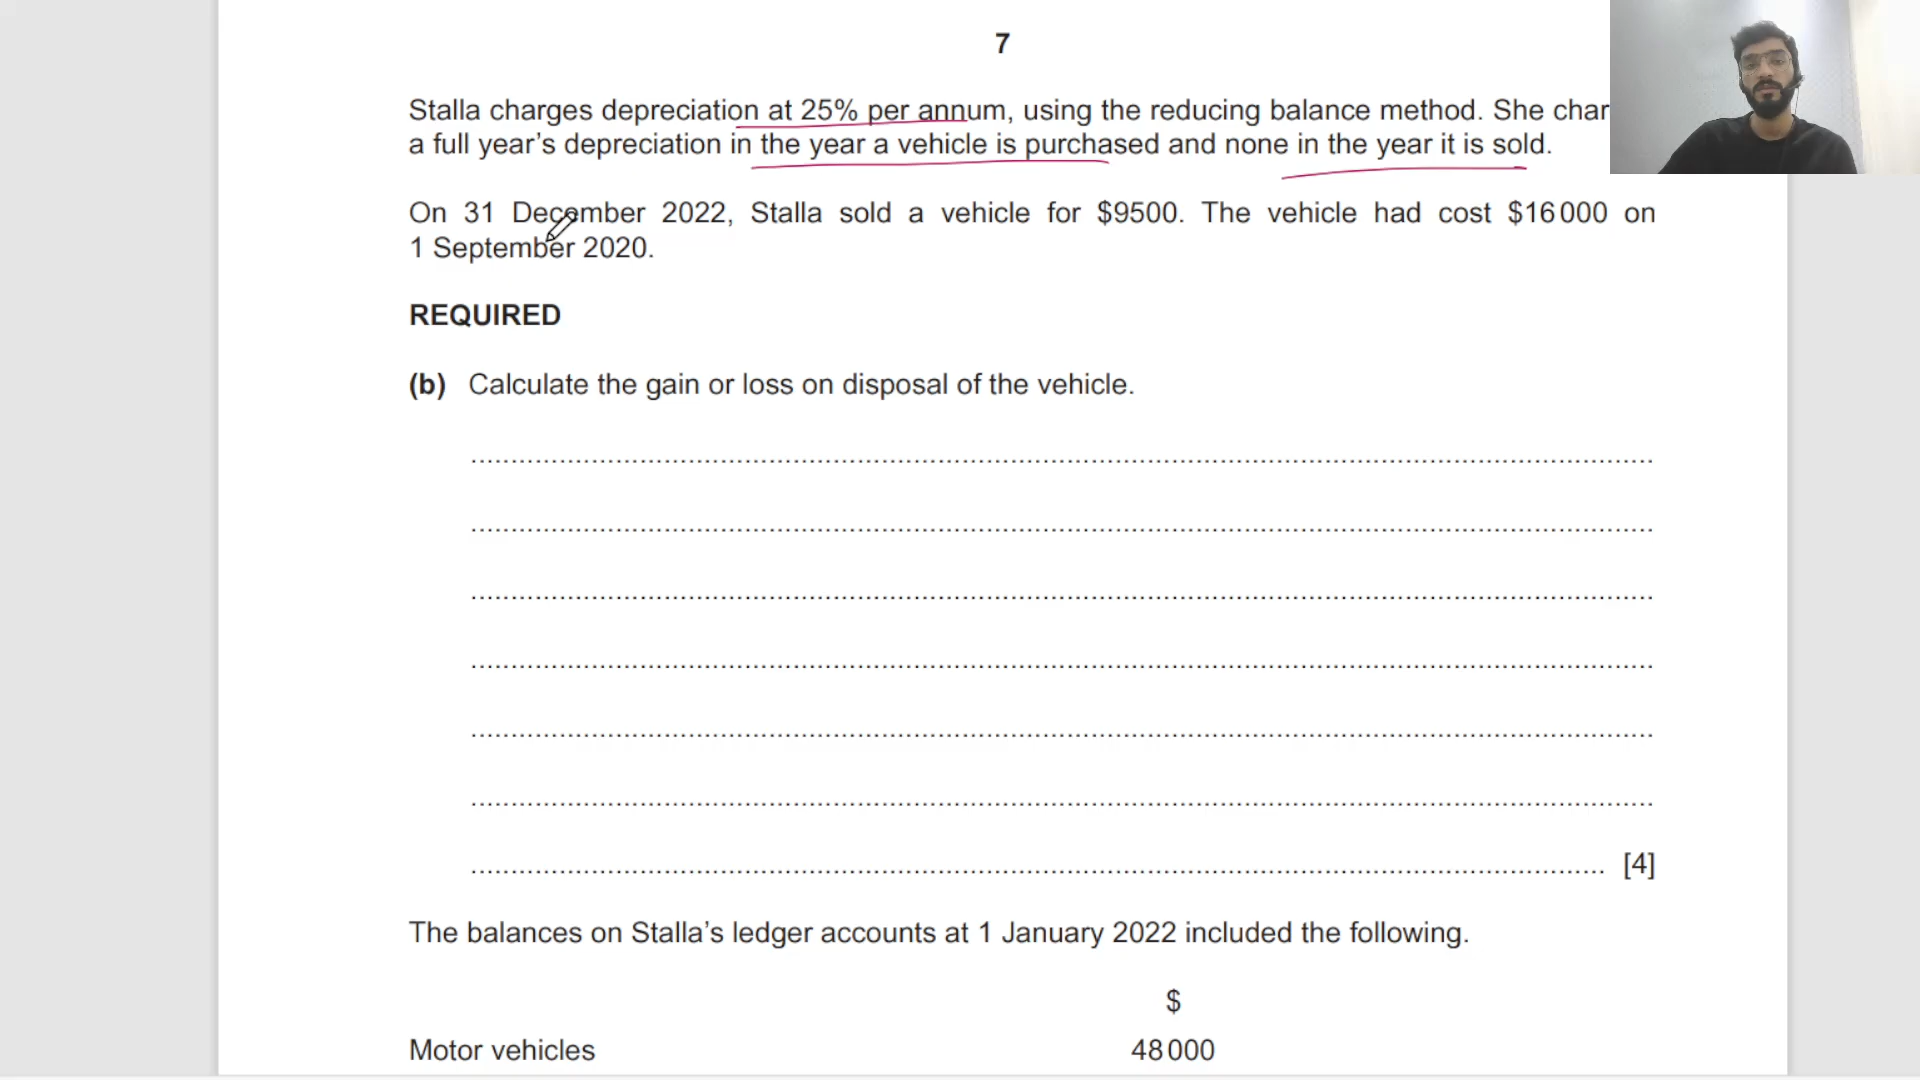 7
Stalla charges depreciation at 25% per annum, using the reducing balance method. She char
a full year’s depreciation in the year a vehicle is purchased and none in the year it is sold.
On 31 December 2022, Stalla sold a vehicle for $9500. The vehicle had cost $16000 on
1 September 2020.
REQUIRED
(b) Calculate the gain or loss on disposal of the vehicle.
[4]
The balances on Stalla’s ledger accounts at 1 January 2022 included the following.
$
Motor vehicles 48000